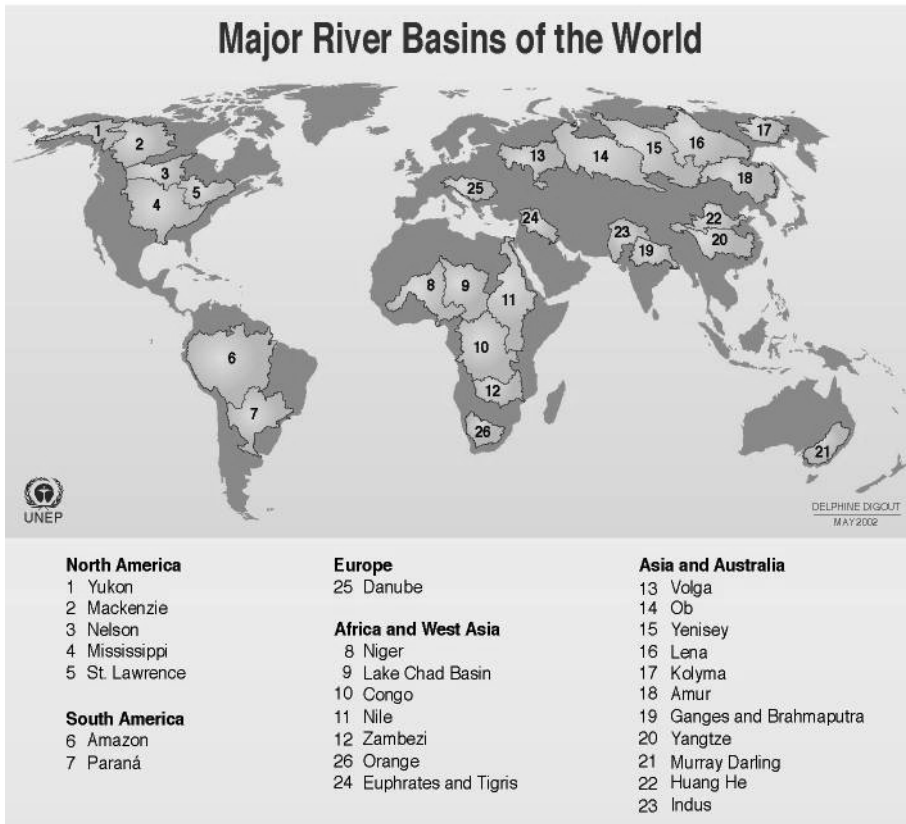 Major River Basins of the World
1
2
3
4
5
6
7
8
9
10
11
12
13
14
15
16
17
18
19
20
21
22
23
24
25
26
UNEP
DELPHINE DIGOUT
MAY 2002
North America
1 Yukon
2 Mackenzie
3 Nelson
4 Mississippi
5 St. Lawrence
South America
6 Amazon
7 Paraná
Europe
25 Danube
Africa and West Asia
8 Niger
9 Lake Chad Basin
10 Congo
11 Nile
12 Zambezi
26 Orange
24 Euphrates and Tigris
Asia and Australia
13 Volga
14 Ob
15 Yenisey
16 Lena
17 Kolyma
18 Amur
19 Ganges and Brahmaputra
20 Yangtze
21 Murray Darling
22 Huang He
23 Indus